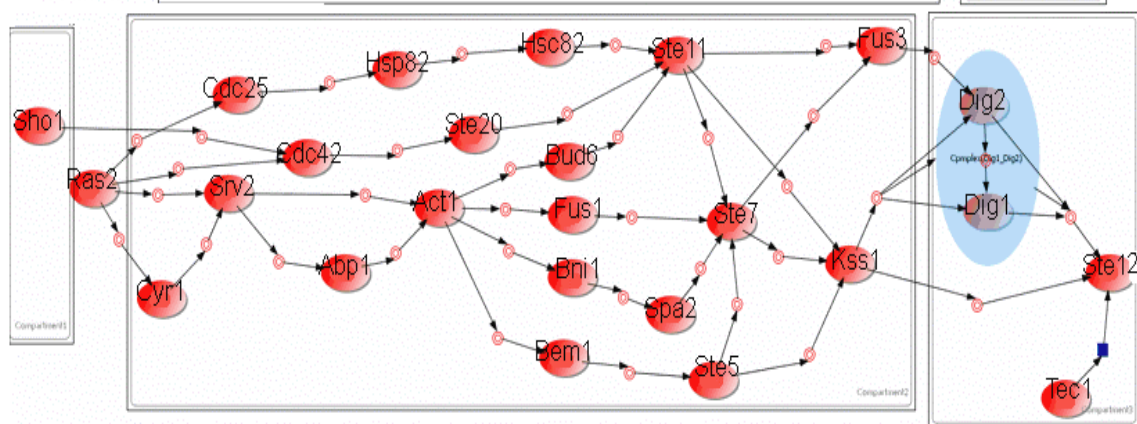 Hsc82
Ste11
Fus3
Hsp82
Cdc25
Dig2
Sho1
Ste20
Cdc42
Bud6
Cpmplex(Dig1_Dig2)
Ras2
Srv2
Act1
Fus1
Ste7
Dig1
Abp1
Bni1
Kss1
Ste12
Cyr1
Spa2
Compartment1
Bem1
Ste5
Tec1
Compartment2
Compartment3